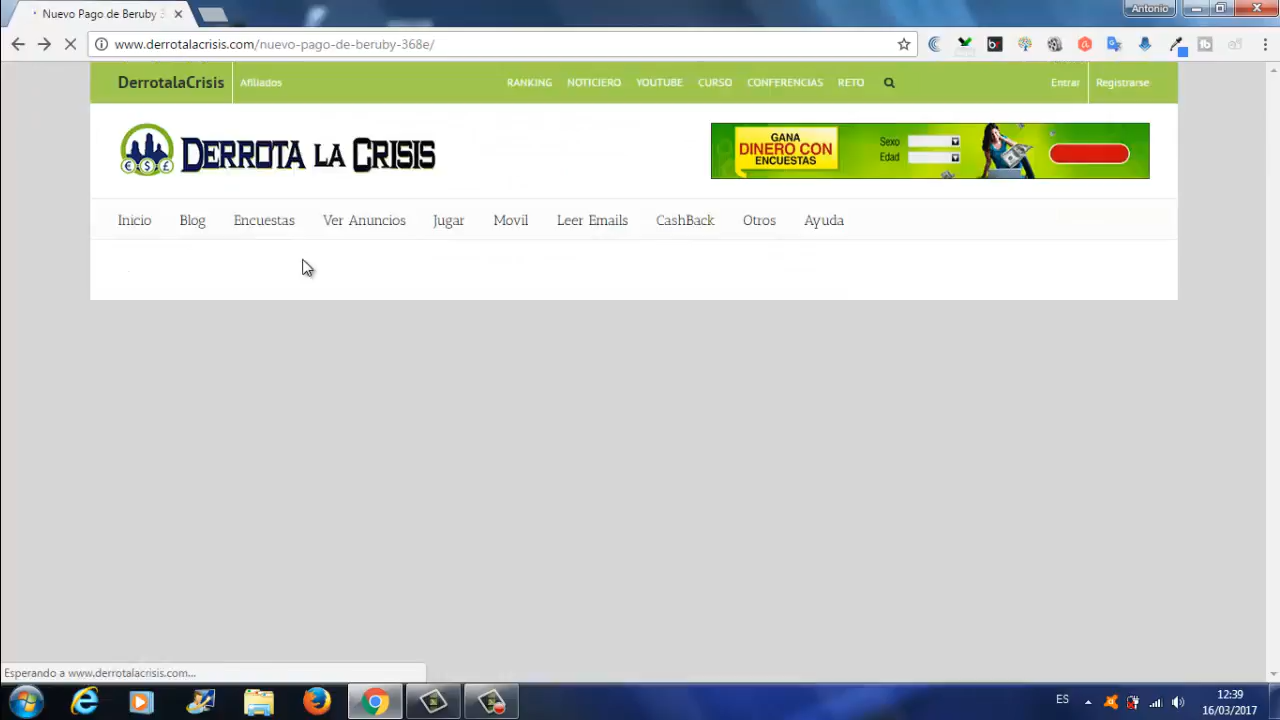 Nuevo Pago de Beruby
Antonio
www.derrotalacrisis.com/nuevo-pago-de-beruby-368e/
DerrotalaCrisis Afiliados RANKING NOTICIERO YOUTUBE CURSO CONFERENCIAS RETO Entrar Registrarse
DERROTA LA CRISIS
GANA
DINERO CON
ENCUESTAS
Sexo
Edad
Inicio Blog Encuestas Ver Anuncios Jugar Movil Leer Emails CashBack Otros Ayuda
Esperando a www.derrotalacrisis.com...
ES
12:39
16/03/2017